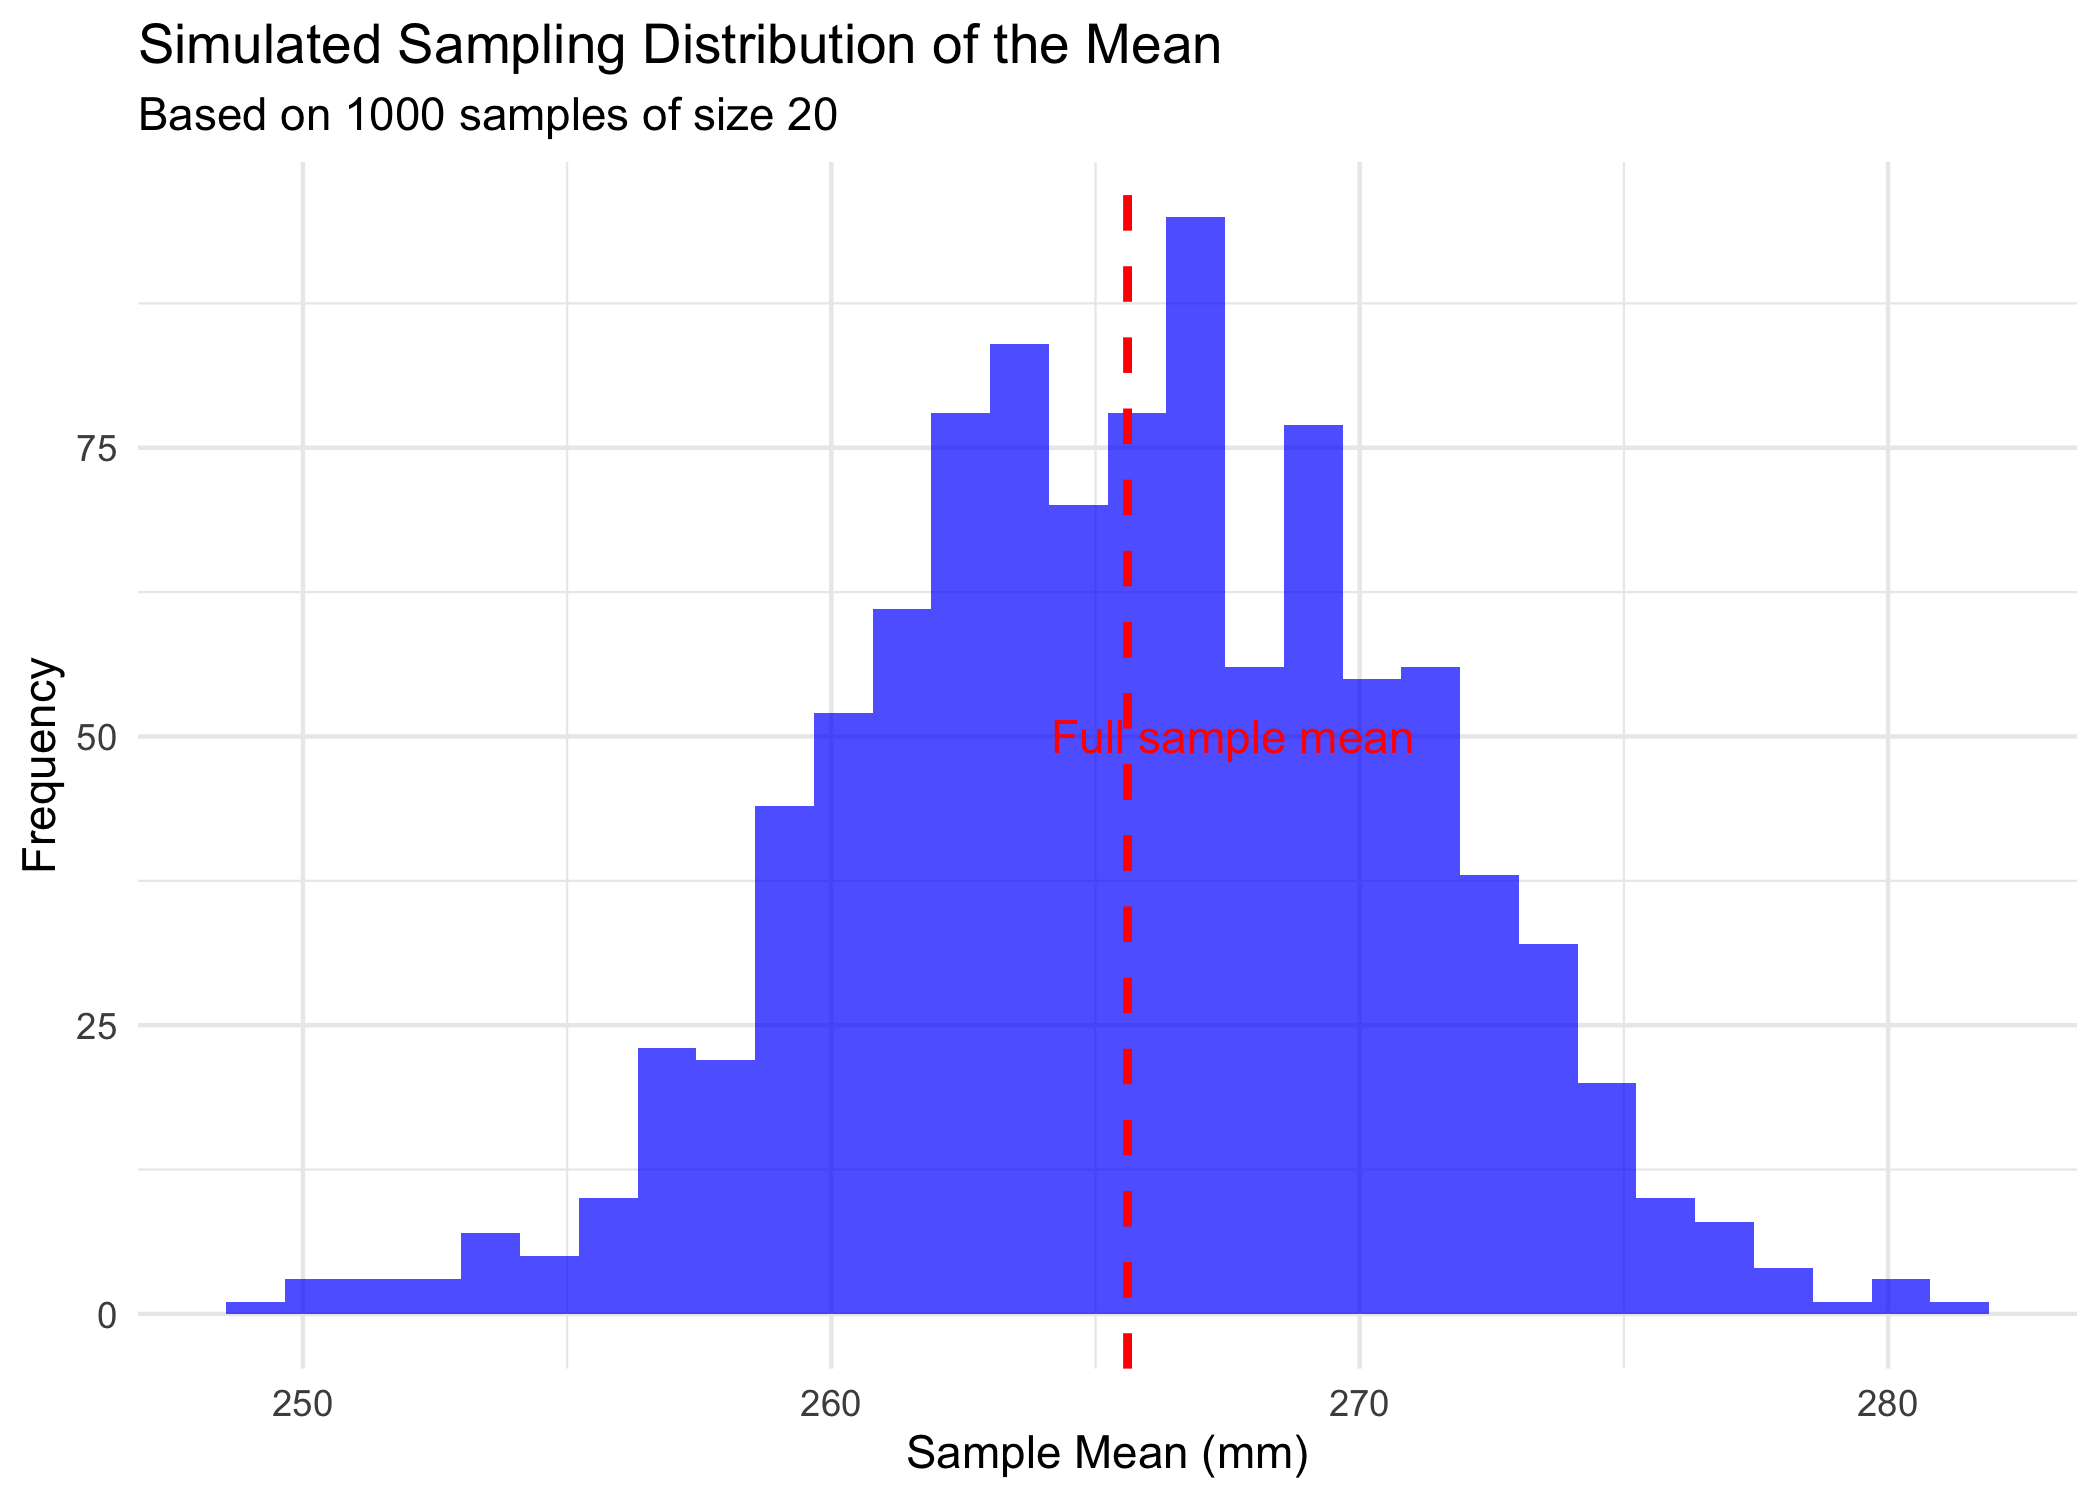 Simulated Sampling Distribution of the Mean
Based on 1000 samples of size 20
75
50
25
0
Frequency
Full sample mean
250 260 270 280
Sample Mean (mm)